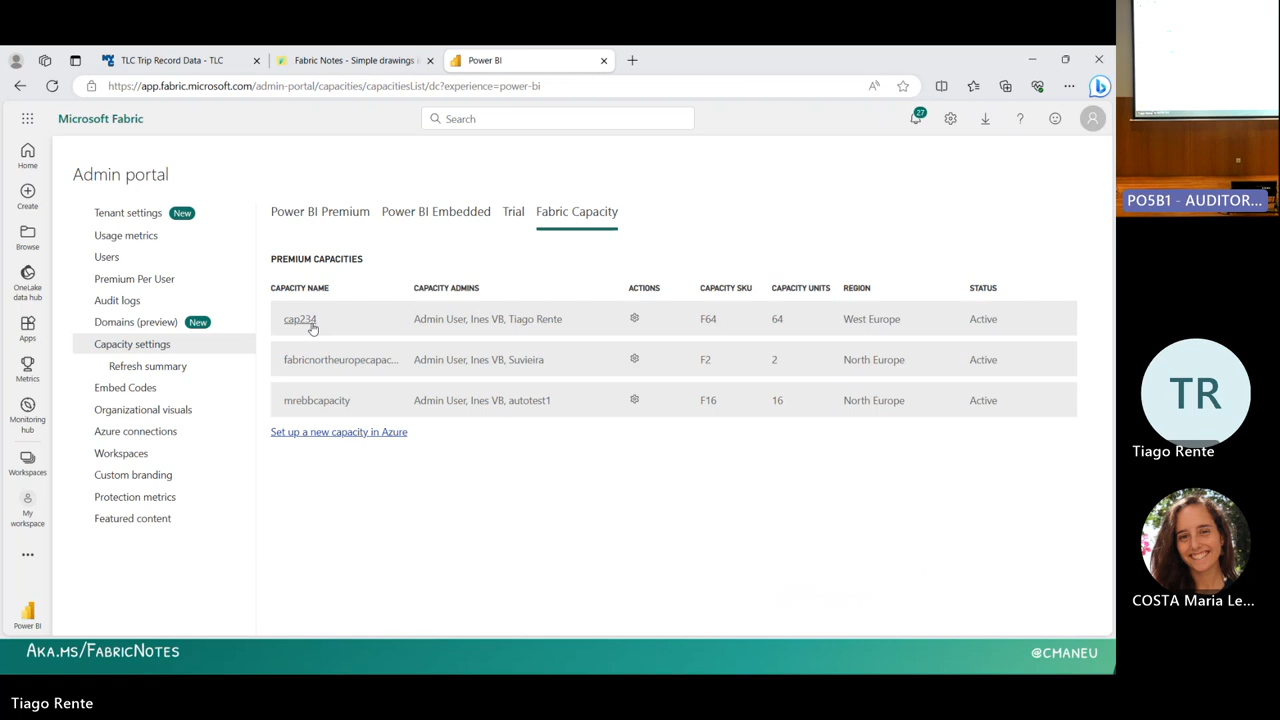 TLC Trip Record Data - TLC
Fabric Notes - Simple drawings
Power BI
https://app.fabric.microsoft.com/admin-portal/capacities/capacitiesList/dc?experience=power-bi
Microsoft Fabric
Search
27
Home
Create
Browse
OneLake
data hub
Apps
Metrics
Monitoring
hub
Workspaces
My
workspace
Power BI
Admin portal
Tenant settings New
Usage metrics
Users
Premium Per User
Audit logs
Domains (preview) New
Capacity settings
Refresh summary
Embed Codes
Organizational visuals
Azure connections
Workspaces
Custom branding
Protection metrics
Featured content
Power BI Premium Power BI Embedded Trial Fabric Capacity
PREMIUM CAPACITIES
CAPACITY NAME CAPACITY ADMINS ACTIONS CAPACITY SKU CAPACITY UNITS REGION STATUS
cap234 Admin User, Ines VB, Tiago Rente F64 64 West Europe Active
fabricnortheuropecapac... Admin User, Ines VB, Suvieira F2 2 North Europe Active
mrebbcapacity Admin User, Ines VB, autotest1 F16 16 North Europe Active
Set up a new capacity in Azure
AKA.MS/FABRICNOTES
@CMANEU
Tiago Rente
PO5B1 - AUDITOR...
TR
Tiago Rente
COSTA Maria Le...